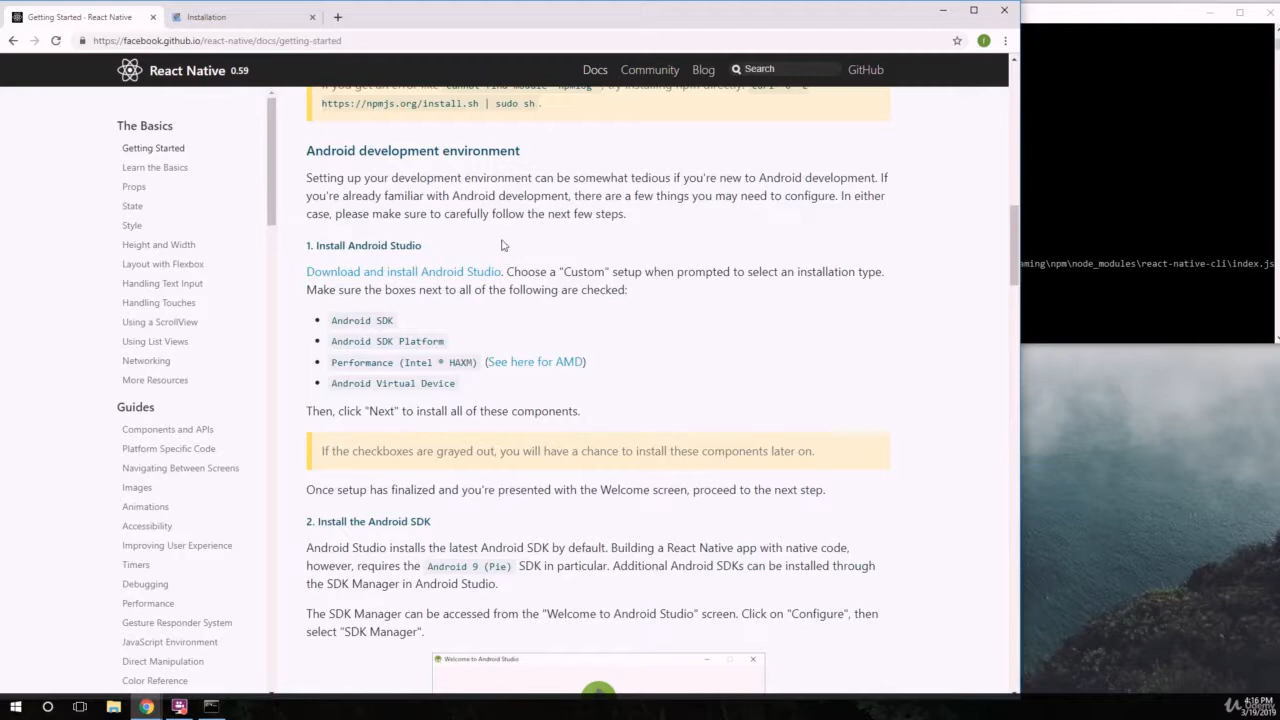 Getting Started · React Native
Installation
https://facebook.github.io/react-native/docs/getting-started
React Native 0.59
Docs Community Blog Search GitHub
https://npmjs.org/install.sh | sudo sh.
The Basics
Getting Started
Learn the Basics
Props
State
Style
Height and Width
Layout with Flexbox
Handling Text Input
Handling Touches
Using a ScrollView
Using List Views
Networking
More Resources
Guides
Components and APIs
Platform Specific Code
Navigating Between Screens
Images
Animations
Accessibility
Improving User Experience
Timers
Debugging
Performance
Gesture Responder System
JavaScript Environment
Direct Manipulation
Color Reference
Android development environment
Setting up your development environment can be somewhat tedious if you're new to Android development. If
you're already familiar with Android development, there are a few things you may need to configure. In either
case, please make sure to carefully follow the next few steps.
1. Install Android Studio
Download and install Android Studio. Choose a "Custom" setup when prompted to select an installation type.
Make sure the boxes next to all of the following are checked:
• Android SDK
• Android SDK Platform
• Performance (Intel ® HAXM) (See here for AMD)
• Android Virtual Device
Then, click "Next" to install all of these components.
If the checkboxes are grayed out, you will have a chance to install these components later on.
Once setup has finalized and you're presented with the Welcome screen, proceed to the next step.
2. Install the Android SDK
Android Studio installs the latest Android SDK by default. Building a React Native app with native code,
however, requires the Android 9 (Pie) SDK in particular. Additional Android SDKs can be installed through
the SDK Manager in Android Studio.
The SDK Manager can be accessed from the "Welcome to Android Studio" screen. Click on "Configure", then
select "SDK Manager".
Welcome to Android Studio
ming\npm\node_modules\react-native-cli\index.js
4:16 PM
3/19/2019
Udemy